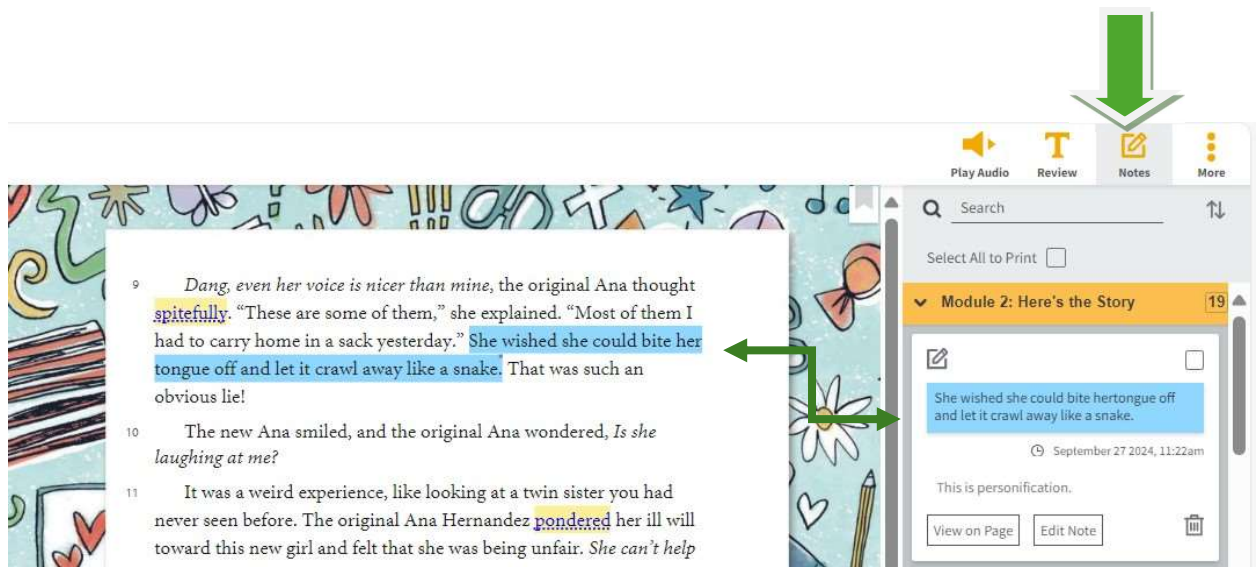 Play Audio Review Notes More
Search
Select All to Print
Module 2: Here's the Story 19
9 Dang, even her voice is nicer than mine, the original Ana thought
spitefully. “These are some of them,” she explained. “Most of them I
had to carry home in a sack yesterday.” She wished she could bite her
tongue off and let it crawl away like a snake. That was such an
obvious lie!
10 The new Ana smiled, and the original Ana wondered, Is she
laughing at me?
11 It was a weird experience, like looking at a twin sister you had
never seen before. The original Ana Hernandez pondered her ill will
toward this new girl and felt that she was being unfair. She can’t help
She wished she could bite hertongue off
and let it crawl away like a snake.
September 27 2024, 11:22am
This is personification.
View on Page Edit Note